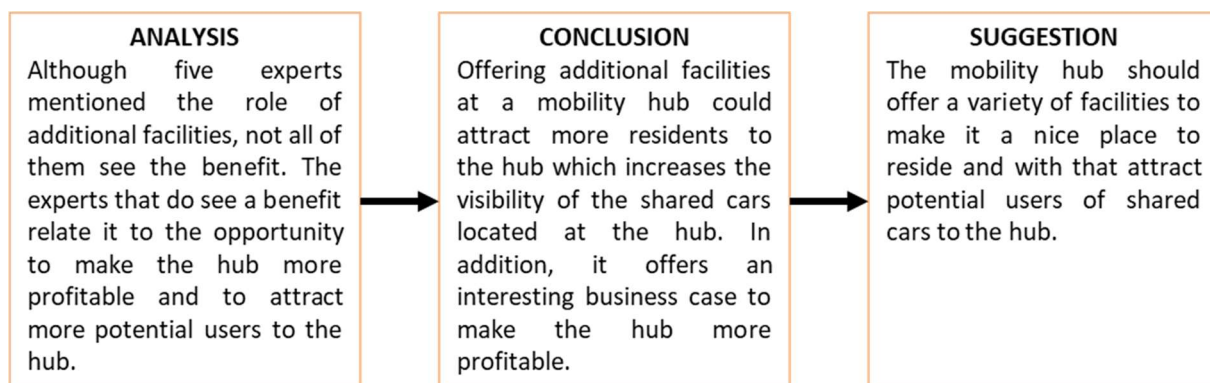 ANALYSIS
Although five experts
mentioned the role of
additional facilities, not all of
them see the benefit. The
experts that do see a benefit
relate it to the opportunity
to make the hub more
profitable and to attract
more potential users to the
hub.
CONCLUSION
Offering additional facilities
at a mobility hub could
attract more residents to
the hub which increases the
visibility of the shared cars
located at the hub. In
addition, it offers an
interesting business case to
make the hub more
profitable.
SUGGESTION
The mobility hub should
offer a variety of facilities to
make it a nice place to
reside and with that attract
potential users of shared
cars to the hub.